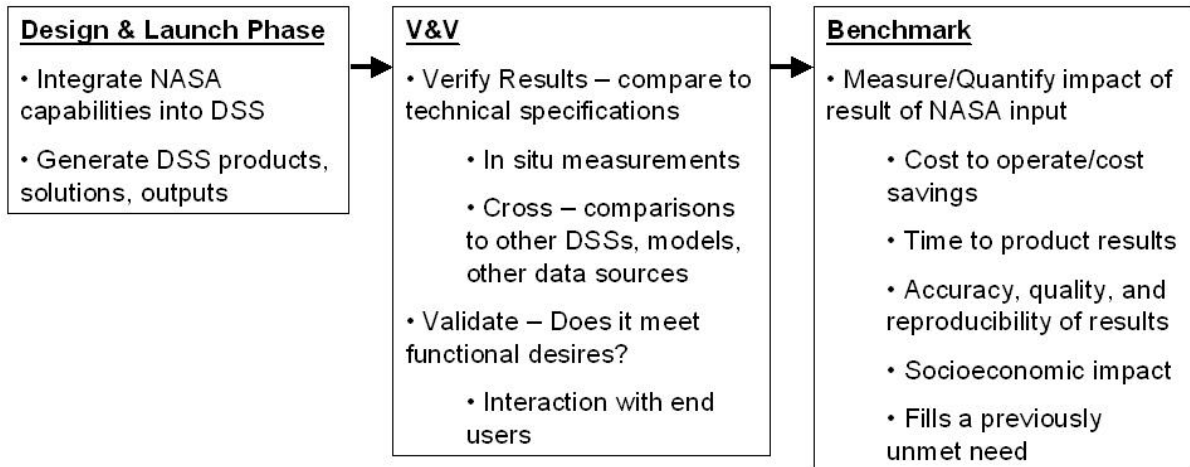 Design & Launch Phase
• Integrate NASA
capabilities into DSS
• Generate DSS products,
solutions, outputs
V&V
• Verify Results – compare to
technical specifications
• In situ measurements
• Cross – comparisons
to other DSSs, models,
other data sources
• Validate – Does it meet
functional desires?
• Interaction with end
users
Benchmark
• Measure/Quantify impact of
result of NASA input
• Cost to operate/cost
savings
• Time to product results
• Accuracy, quality, and
reproducibility of results
• Socioeconomic impact
• Fills a previously
unmet need